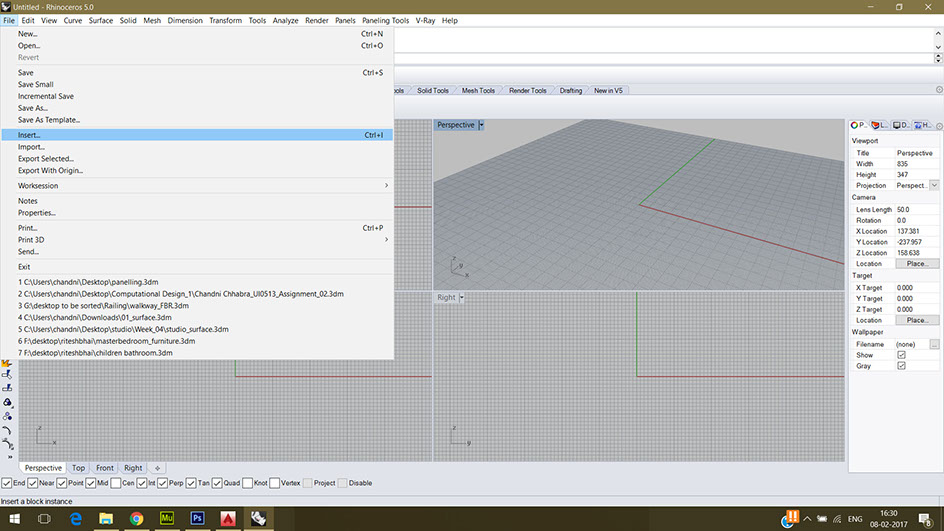 Untitled - Rhinoceros 5.0
File Edit View Curve Surface Solid Mesh Dimension Transform Tools Analyze Render Panels Paneling Tools V-Ray Help
New... Ctrl+N
Open... Ctrl+O
Revert
Save Ctrl+S
Save Small
Incremental Save
Save As...
Save As Template...
Insert... Ctrl+I
Import...
Export Selected...
Export With Origin...
Worksession
Notes
Properties...
Print... Ctrl+P
Print 3D
Send...
Exit
1 C:\Users\chandni\Desktop\panelling.3dm
2 C:\Users\chandni\Desktop\Computational Design_1\Chandni Chhabra_UI0513_Assignment_02.3dm
3 G:\desktop to be sorted\Railing\walkway_FBR.3dm
4 C:\Users\chandni\Downloads\01_surface.3dm
5 C:\Users\chandni\Desktop\studio\Week_04\studio_surface.3dm
6 F:\desktop\riteshbhai\masterbedroom_furniture.3dm
7 F:\desktop\riteshbhai\children bathroom.3dm
ools Solid Tools Mesh Tools Render Tools Drafting New in V5
Perspective
z y x
Right
z x
z y
P... L... D... H...
Viewport
Title Perspective
Width 835
Height 347
Projection Perspect...
Camera
Lens Length 50.0
Rotation 0.0
X Location 137.381
Y Location -237.957
Z Location 158.638
Location Place...
Target
X Target 0.000
Y Target 0.000
Z Target 0.000
Location Place...
Wallpaper
Filename (none) ...
Show
Gray
Perspective Top Front Right
End Near Point Mid Cen Int Perp Tan Quad Knot Vertex Project Disable
Insert a block instance
Mu Ps ENG 16:30
08-02-2017 8